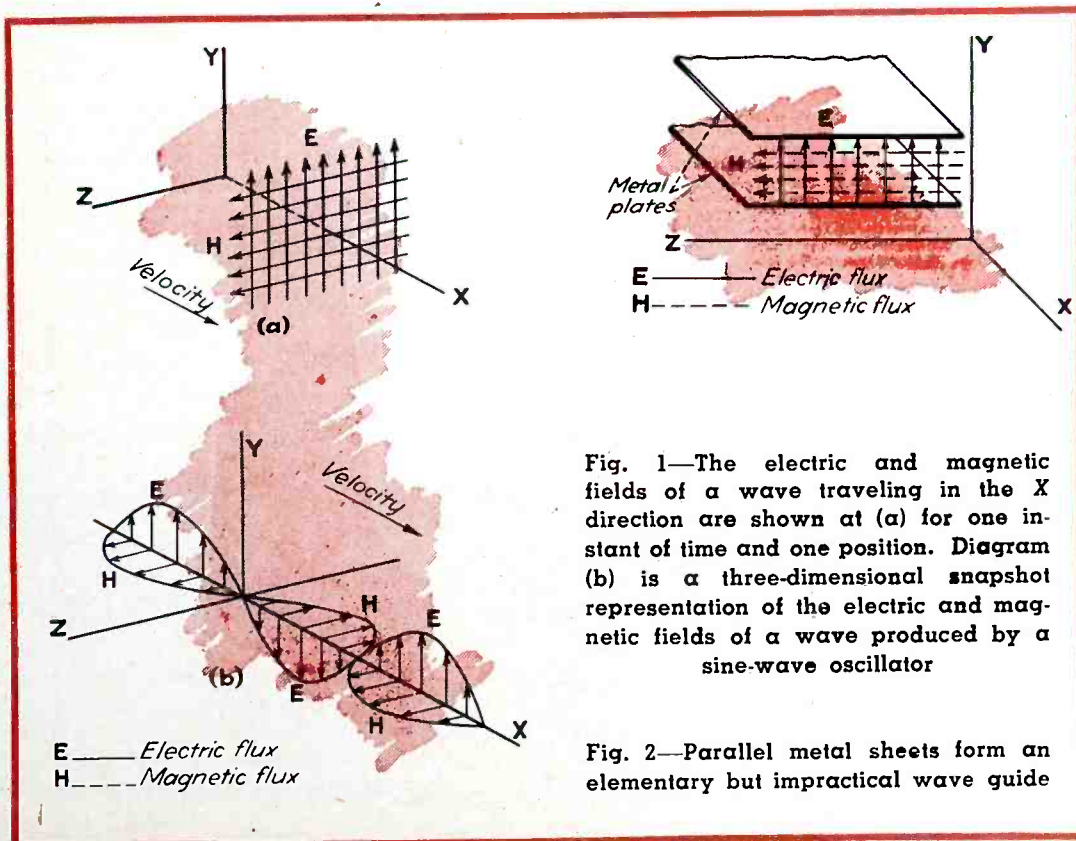 Y
E
Z
H
Velocity
X
(a)
Y
E
H
Metal
plates
Z
E Electric flux
H Magnetic flux
X
Y
Velocity
E
H
Z
H
E
(b)
E
H
X
E Electric flux
H Magnetic flux
Fig. 1—The electric and magnetic
fields of a wave traveling in the X
direction are shown at (a) for one in-
stant of time and one position. Diagram
(b) is a three-dimensional snapshot
representation of the electric and mag-
netic fields of a wave produced by a
sine-wave oscillator
Fig. 2—Parallel metal sheets form an
elementary but impractical wave guide